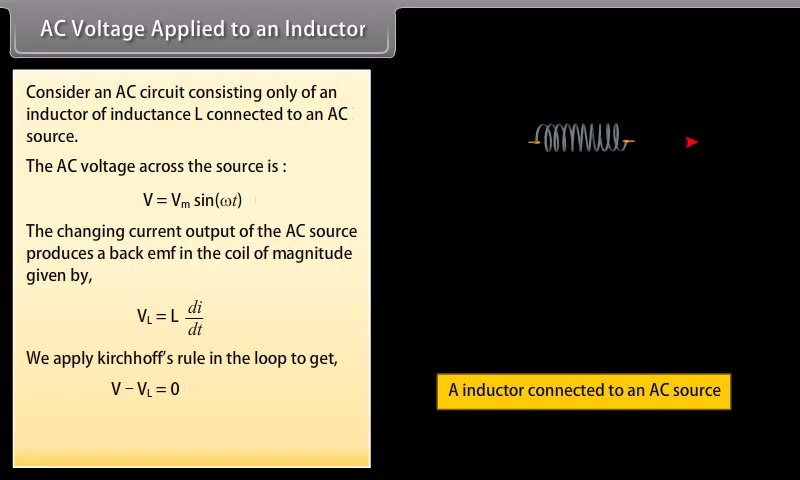 AC Voltage Applied to an Inductor
Consider an AC circuit consisting only of an
inductor of inductance L connected to an AC
source.
The AC voltage across the source is :
V = Vₘ sin(ωt)
The changing current output of the AC source
produces a back emf in the coil of magnitude
given by,
V_L = L di/dt
We apply kirchhoff's rule in the loop to get,
V – V_L = 0
A inductor connected to an AC source